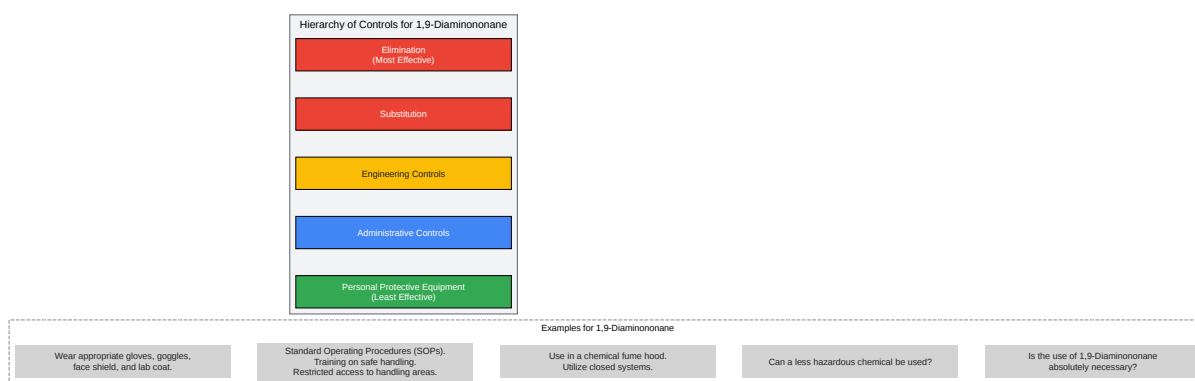 Hierarchy of Controls for 1,9-Diaminononane
Elimination
(Most Effective)
Substitution
Engineering Controls
Administrative Controls
Personal Protective Equipment
(Least Effective)
Examples for 1,9-Diaminononane
Wear appropriate gloves, goggles,
face shield, and lab coat.
Standard Operating Procedures (SOPs).
Training on safe handling.
Restricted access to handling areas.
Use in a chemical fume hood.
Utilize closed systems.
Can a less hazardous chemical be used?
Is the use of 1,9-Diaminononane
absolutely necessary?